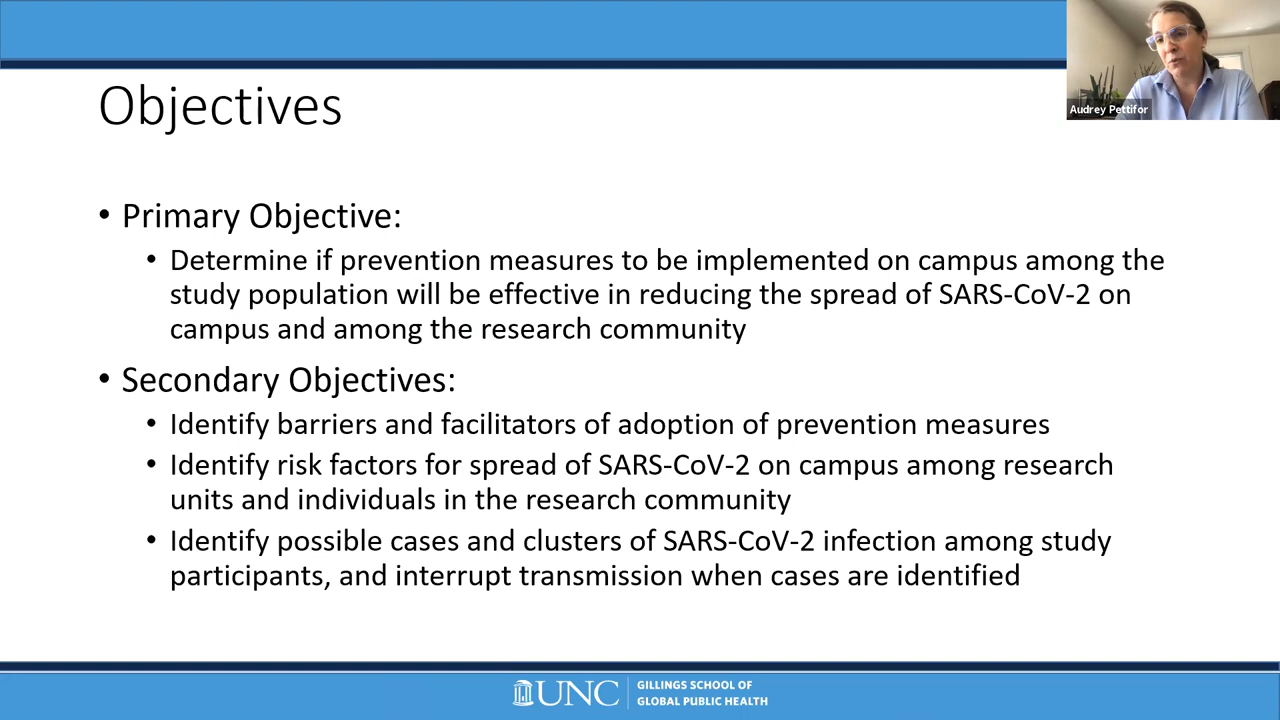 Audrey Pettifor
Objectives
• Primary Objective:
• Determine if prevention measures to be implemented on campus among the
study population will be effective in reducing the spread of SARS-CoV-2 on
campus and among the research community
• Secondary Objectives:
• Identify barriers and facilitators of adoption of prevention measures
• Identify risk factors for spread of SARS-CoV-2 on campus among research
units and individuals in the research community
• Identify possible cases and clusters of SARS-CoV-2 infection among study
participants, and interrupt transmission when cases are identified
UNC
GILLINGS SCHOOL OF
GLOBAL PUBLIC HEALTH